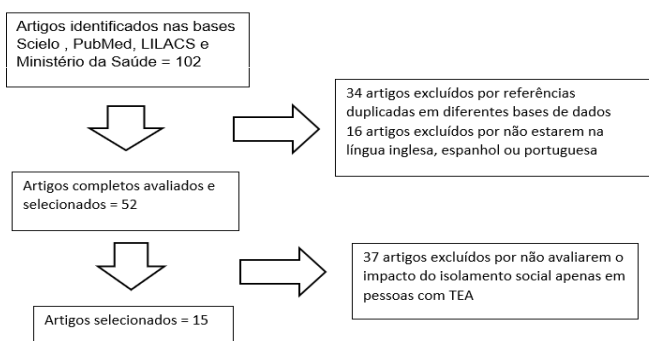 Artigos identificados nas bases
Scielo , PubMed, LILACS e
Ministério da Saúde = 102
34 artigos excluídos por referências
duplicadas em diferentes bases de dados
16 artigos excluídos por não estarem na
língua inglesa, espanhol ou portuguesa
Artigos completos avaliados e
selecionados = 52
37 artigos excluídos por não avaliarem o
impacto do isolamento social apenas em
pessoas com TEA
Artigos selecionados = 15